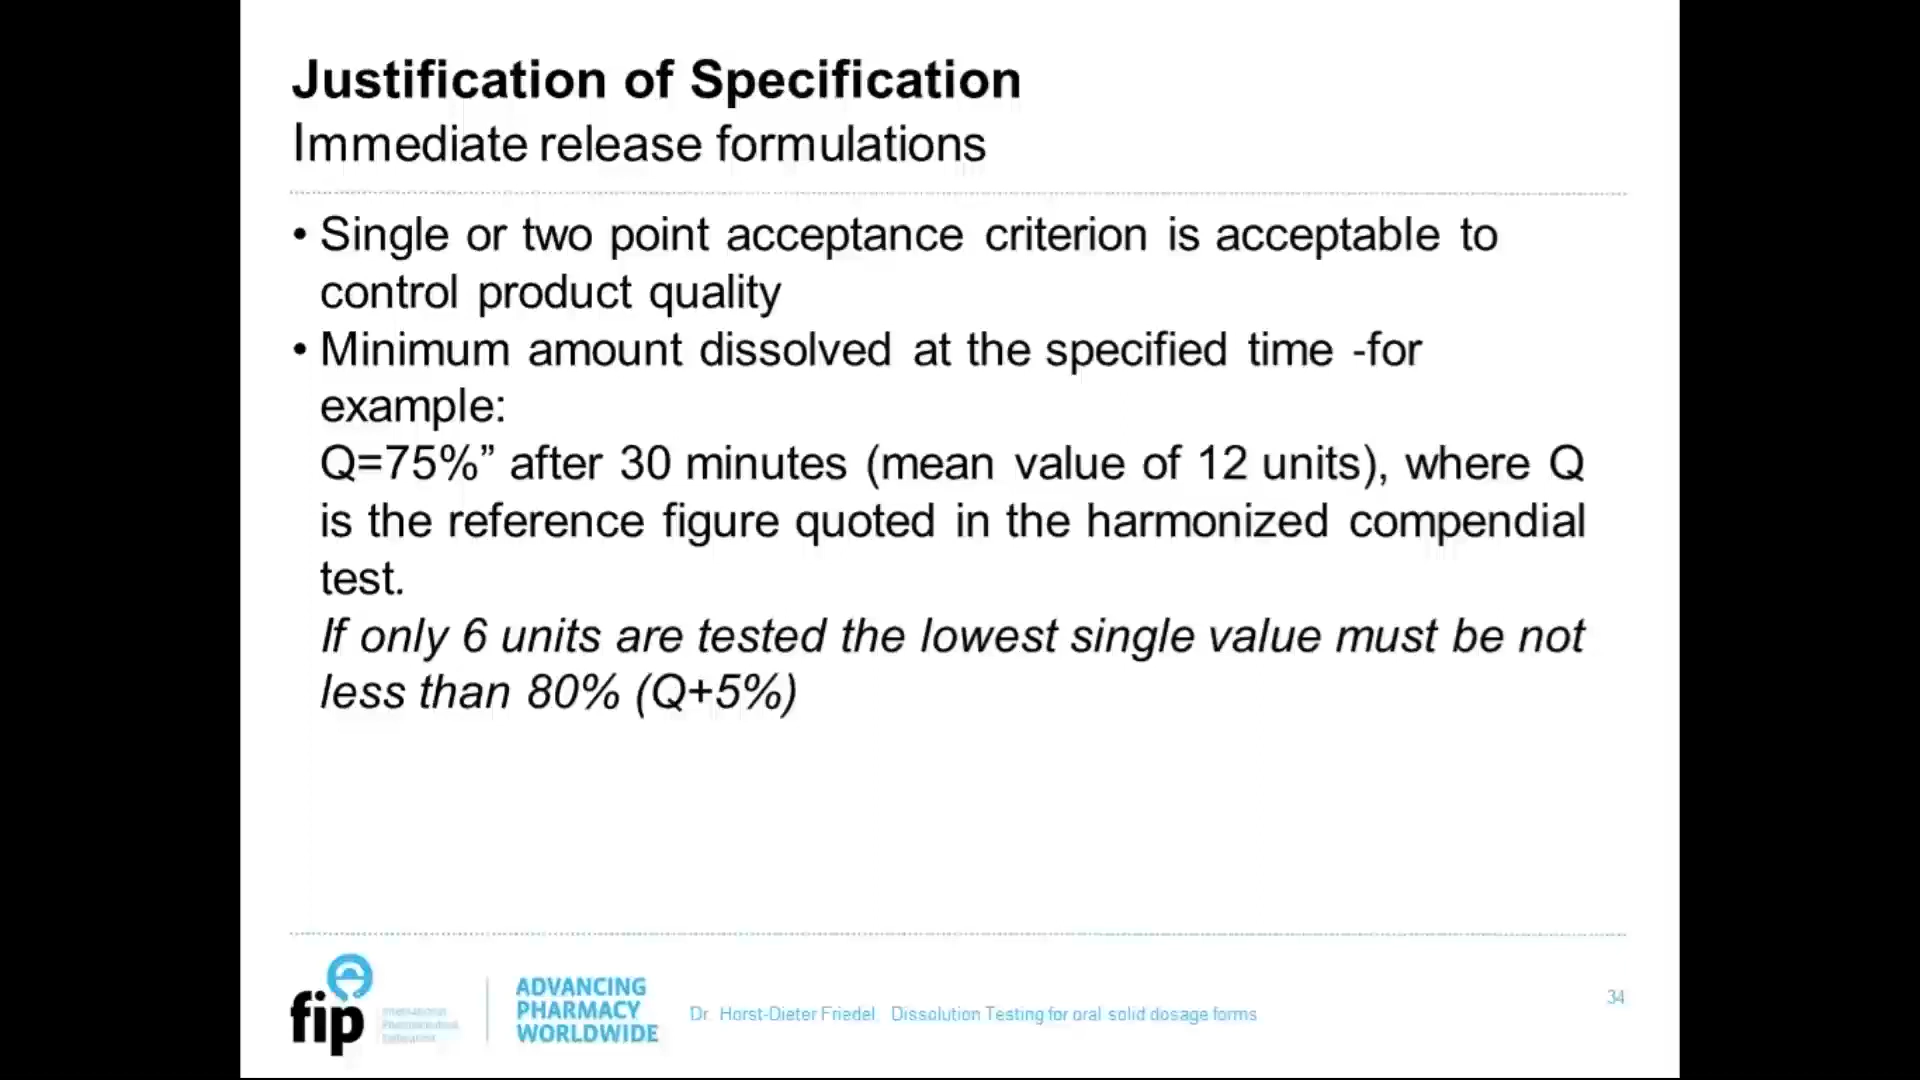 Justification of Specification
Immediate release formulations
• Single or two point acceptance criterion is acceptable to
control product quality
• Minimum amount dissolved at the specified time -for
example:
Q=75%” after 30 minutes (mean value of 12 units), where Q
is the reference figure quoted in the harmonized compendial
test.
If only 6 units are tested the lowest single value must be not
less than 80% (Q+5%)
fip
International
Pharmaceutical
Federation
ADVANCING
PHARMACY
WORLDWIDE
Dr. Horst-Dieter Friedel Dissolution Testing for oral solid dosage forms
34